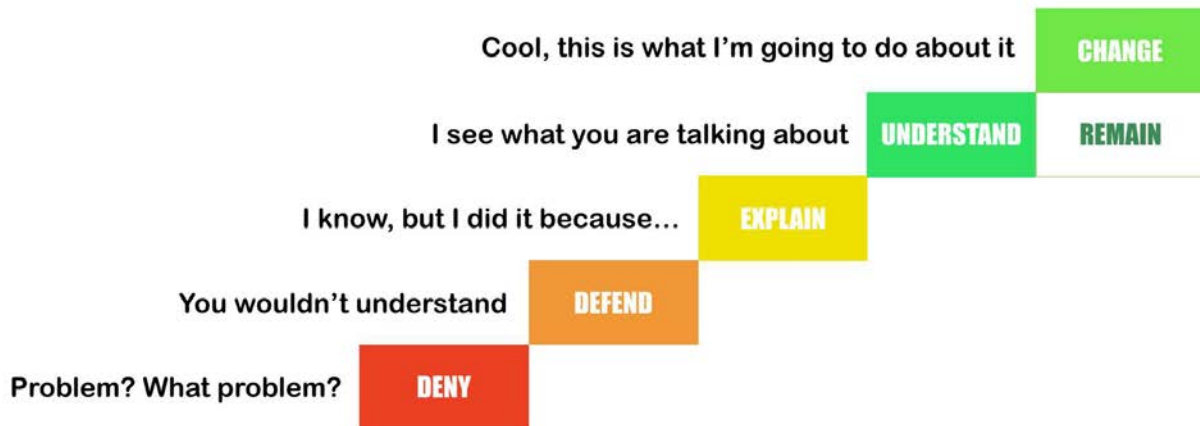 Cool, this is what I'm going to do about it CHANGE
I see what you are talking about UNDERSTAND REMAIN
I know, but I did it because... EXPLAIN
You wouldn't understand DEFEND
Problem? What problem? DENY